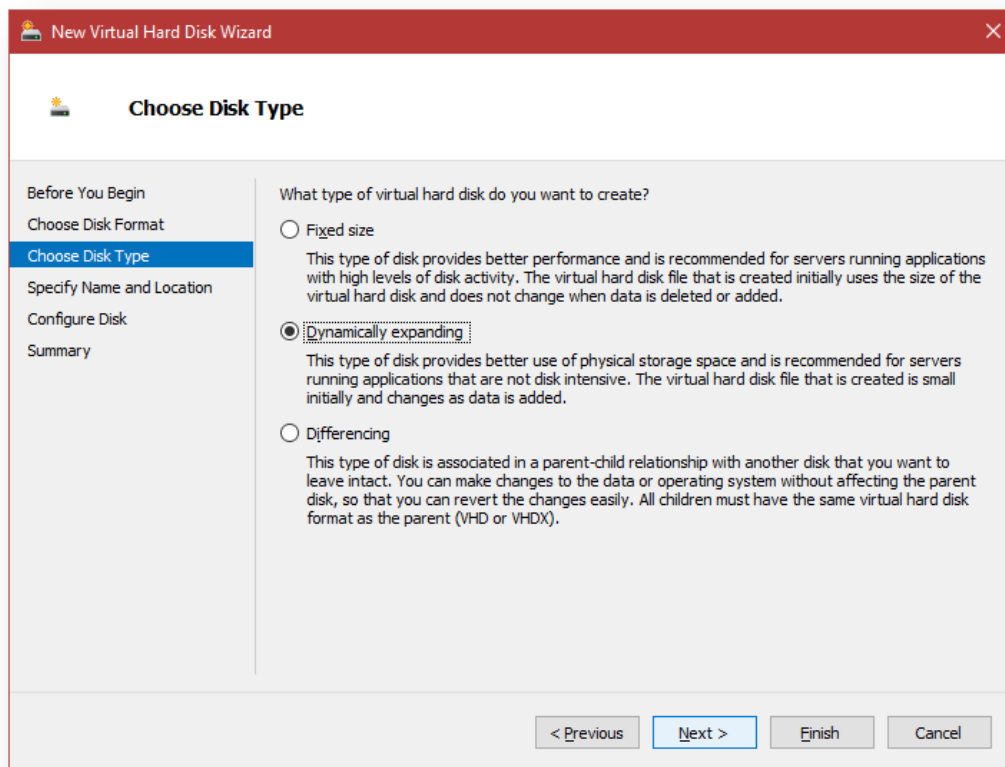 New Virtual Hard Disk Wizard
Choose Disk Type
Before You Begin
Choose Disk Format
Choose Disk Type
Specify Name and Location
Configure Disk
Summary
What type of virtual hard disk do you want to create?
Fixed size
This type of disk provides better performance and is recommended for servers running applications
with high levels of disk activity. The virtual hard disk file that is created initially uses the size of the
virtual hard disk and does not change when data is deleted or added.
Dynamically expanding
This type of disk provides better use of physical storage space and is recommended for servers
running applications that are not disk intensive. The virtual hard disk file that is created is small
initially and changes as data is added.
Differencing
This type of disk is associated in a parent-child relationship with another disk that you want to
leave intact. You can make changes to the data or operating system without affecting the parent
disk, so that you can revert the changes easily. All children must have the same virtual hard disk
format as the parent (VHD or VHDX).
< Previous
Next >
Finish
Cancel